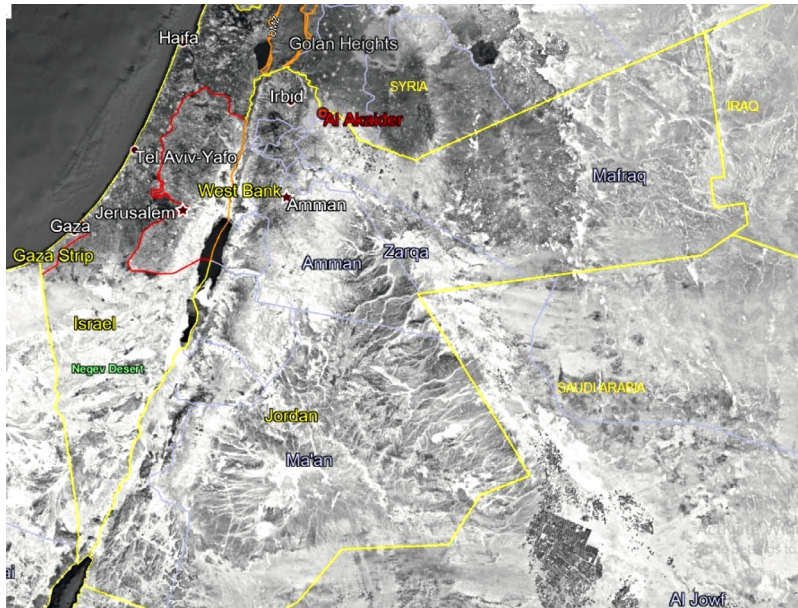 Haifa
DMZ
Golan Heights
SYRIA
Irbid
IRAQ
Al Akaider
Tel Aviv-Yafo
Mafraq
West Bank
Jerusalem
Amman
Gaza
Gaza Strip
Amman
Zarqa
Israel
Negev Desert
SAUDI ARABIA
Jordan
Ma'an
Al Jowf